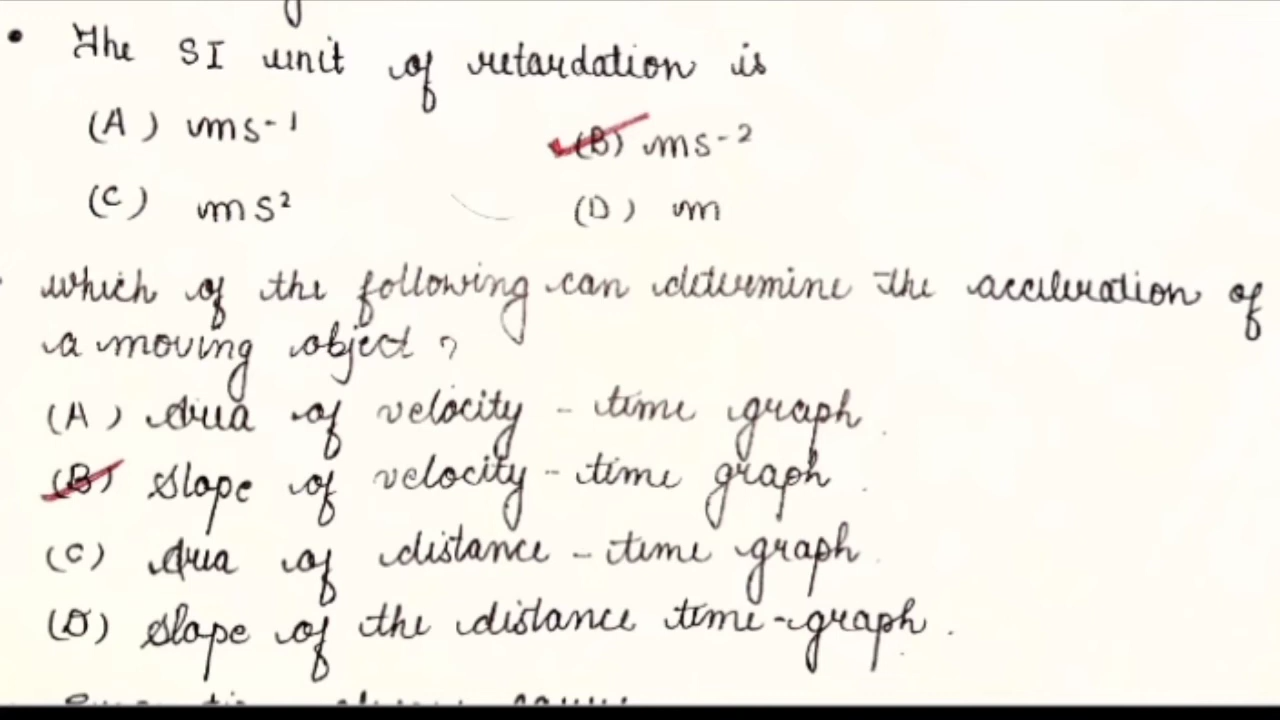 • The SI unit of retardation is
(A) ms-1 (B) ms-2
(C) ms² (D) m
which of the following can determine the accileration of
a moving object ?
(A) Area of velocity - time graph
(B) Slope of velocity - time graph
(C) Area of distance - time graph
(D) Slope of the distance time-graph.